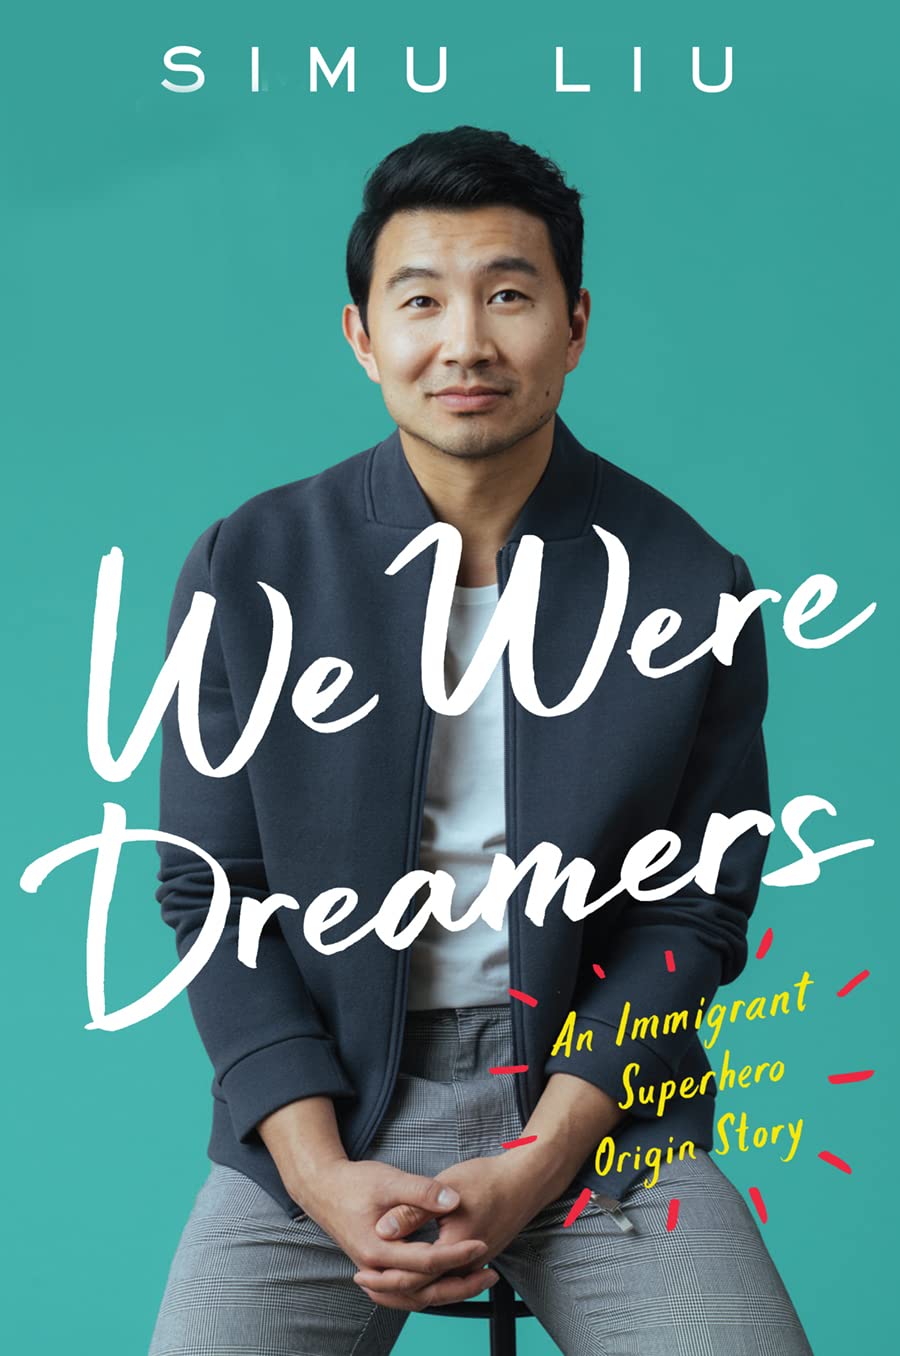 SIMU LIU
We Were
Dreamers
An Immigrant
Superhero
Origin Story